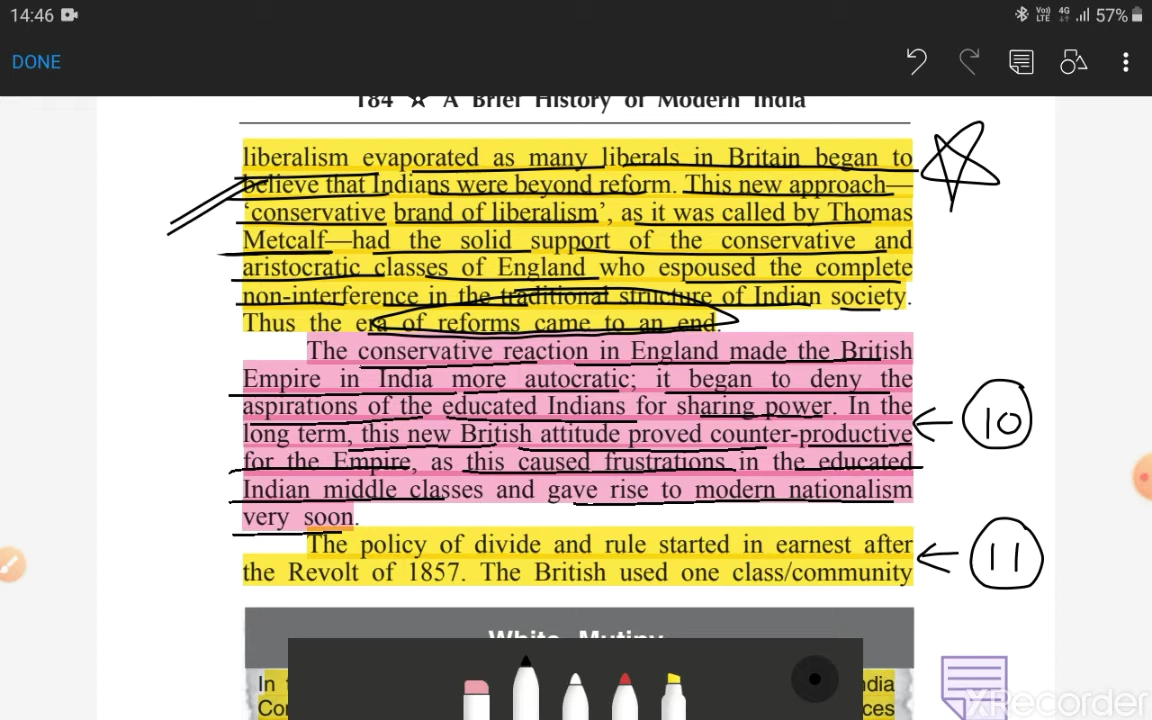 14:46 Vo) LTE 4G 57%
DONE
184 ☆ A Brief History of Modern India
liberalism evaporated as many liberals in Britain began to
believe that Indians were beyond reform. This new approach—
‘conservative brand of liberalism’, as it was called by Thomas
Metcalf—had the solid support of the conservative and
aristocratic classes of England who espoused the complete
non-interference in the traditional structure of Indian society.
Thus the era of reforms came to an end.
The conservative reaction in England made the British
Empire in India more autocratic; it began to deny the
aspirations of the educated Indians for sharing power. In the
long term, this new British attitude proved counter-productive
for the Empire, as this caused frustrations in the educated
Indian middle classes and gave rise to modern nationalism
very soon.
10
The policy of divide and rule started in earnest after
the Revolt of 1857. The British used one class/community
11
White Mutiny
In
XRecorder